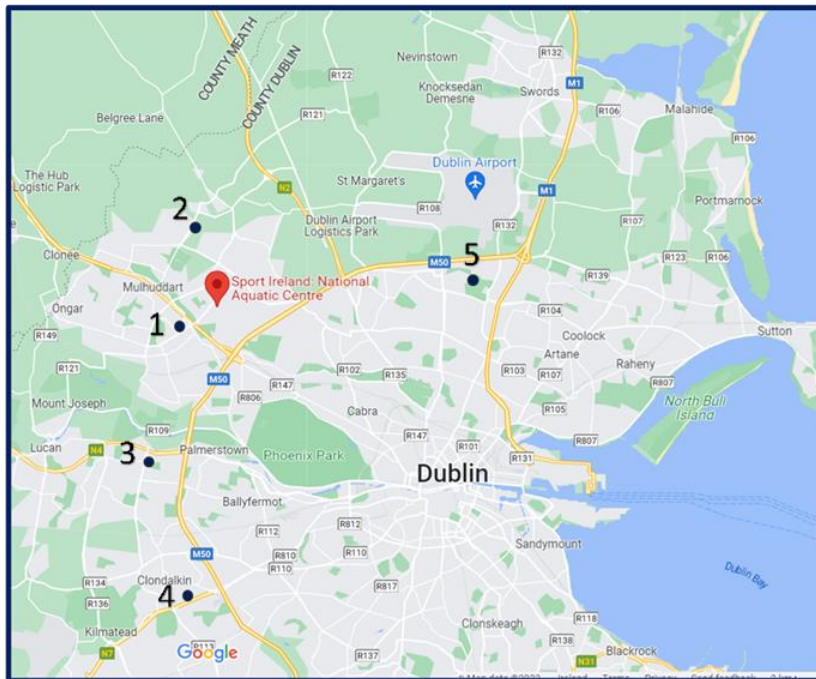 COUNTY MEATH
COUNTY DUBLIN
Nevinstown
R132
M1
R122
Knocksedan
Demesne
Swords
R106
Malahide
Belgree Lane
R121
R106
The Hub
Logistic Park
N2
St Margaret's
Dublin Airport
M1
Portmarnock
2
R108
R132
R107
Dublin Airport
Logistics Park
Clonee
5
M50
R123
R106
Mulhuddart
Sport Ireland: National
Aquatic Centre
R139
Ongar
1
R104
R149
Coolock
Sutton
Artane
Raheny
R121
M50
R102
R135
R103
R107
R807
R147
R806
North Bull
Island
Mount Joseph
Cabra
R105
R109
R147
R101
R807
Lucan
N4
Palmerstown
3
Phoenix Park
Dublin
R131
Ballyfermot
R812
R112
Sandymount
M50
R810
R110
R110
Dublin Bay
R134
Clondalkin
R817
4
R136
R118
Kilmatead
Clonskeagh
R138
N7
R113
Google
R137
N31
Blackrock